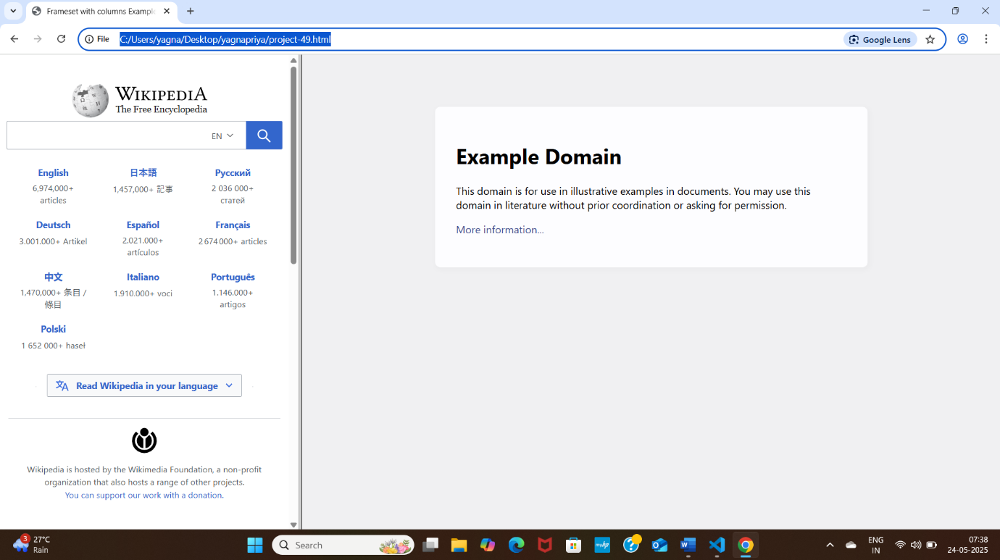 Frameset with columns Example
File
C:/Users/yagna/Desktop/yagnapriya/project-49.html
Google Lens
WIKIPEDIA
The Free Encyclopedia
EN
English
6,974,000+
articles
日本語
1,457,000+ 記事
Русский
2 036 000+
статей
Deutsch
3.001.000+ Artikel
Español
2.021.000+
artículos
Français
2 674 000+ articles
中文
1,470,000+ 条目 /
條目
Italiano
1.910.000+ voci
Português
1.146.000+
artigos
Polski
1 652 000+ haseł
Read Wikipedia in your language
Wikipedia is hosted by the Wikimedia Foundation, a non-profit
organization that also hosts a range of other projects.
You can support our work with a donation.
Example Domain
This domain is for use in illustrative examples in documents. You may use this
domain in literature without prior coordination or asking for permission.
More information...
3
27°C
Rain
Search
myhp
ENG
IN
07:38
24-05-2025